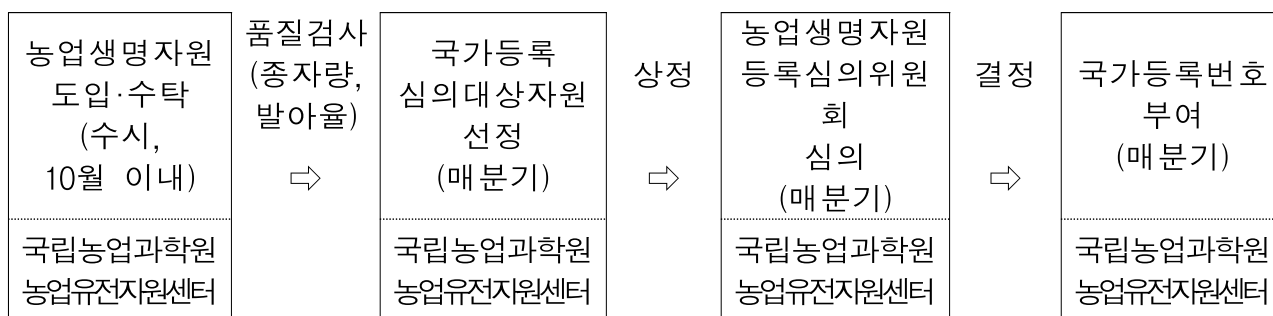 농업생명자원
도입·수탁
(수시,
10월 이내)
국립농업과학원
농업유전자원센터
품질검사
(종자량,
발아율)
⇨
국가등록
심의대상자원
선정
(매분기)
국립농업과학원
농업유전자원센터
상정
⇨
농업생명자원
등록심의위원
회
심의
(매분기)
국립농업과학원
농업유전자원센터
결정
⇨
국가등록번호
부여
(매분기)
국립농업과학원
농업유전자원센터